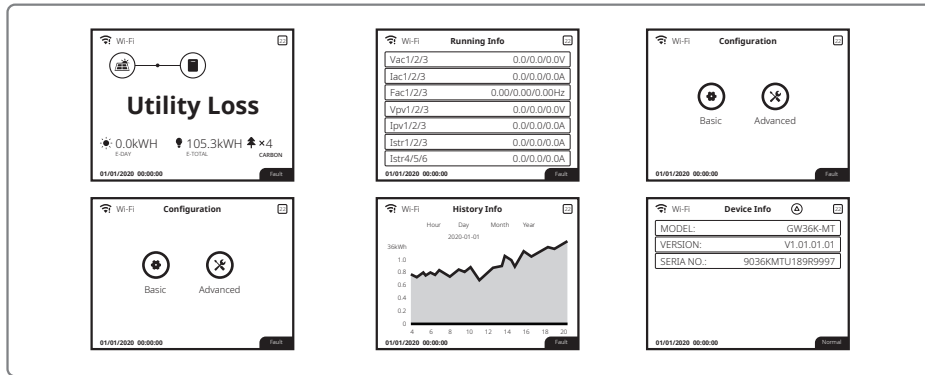 Wi-Fi 22
Utility Loss
0.0kWH 105.3kWH ×4
E-DAY E-TOTAL CARBON
01/01/2020 00:00:00 Fault
Wi-Fi Running Info 22
Vac1/2/3 0.0/0.0/0.0V
Iac1/2/3 0.0/0.0/0.0A
Fac1/2/3 0.00/0.00/0.00Hz
Vpv1/2/3 0.0/0.0/0.0V
Ipv1/2/3 0.0/0.0/0.0A
Istr1/2/3 0.0/0.0/0.0A
Istr4/5/6 0.0/0.0/0.0A
01/01/2020 00:00:00 Fault
Wi-Fi Configuration 22
Basic Advanced
01/01/2020 00:00:00 Fault
Wi-Fi Configuration 22
Basic Advanced
01/01/2020 00:00:00 Fault
Wi-Fi History Info 22
Hour Day Month Year
2020-01-01
36kWh
1.0
0.8
0.6
0.4
0.2
0
4 6 8 10 12 14 16 18 20
01/01/2020 00:00:00 Fault
Wi-Fi Device Info 22
MODEL: GW36K-MT
VERSION: V1.01.01.01
SERIA NO.: 9036KMTU189R9997
01/01/2020 00:00:00 Normal